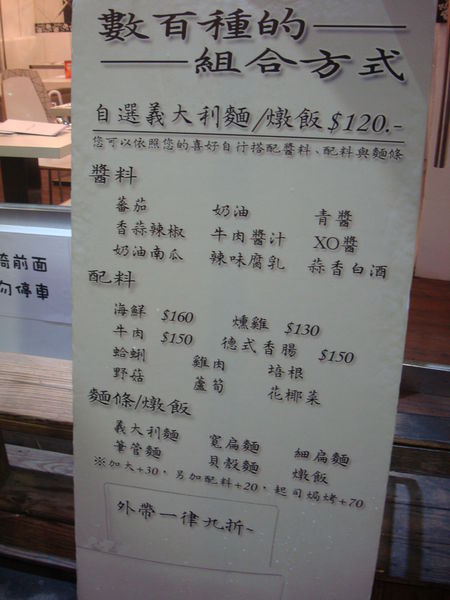 數百種的——
——組合方式
自選義大利麵/燉飯 $120.-
您可以依照您的喜好自行搭配醬料、配料與麵條
醬料
蕃茄 奶油 青醬
香蒜辣椒 牛肉醬汁 XO醬
奶油南瓜 辣味腐乳 蒜香白酒
配料
海鮮 $160 燻雞 $130
牛肉 $150 德式香腸 $150
蛤蜊 雞肉 培根
野菇 蘆筍 花椰菜
麵條/燉飯
義大利麵 寬扁麵 細扁麵
筆管麵 貝殼麵 燉飯
※加大+30，另加配料+20，起司焗烤+70
外帶一律九折~
騎前面
勿停車